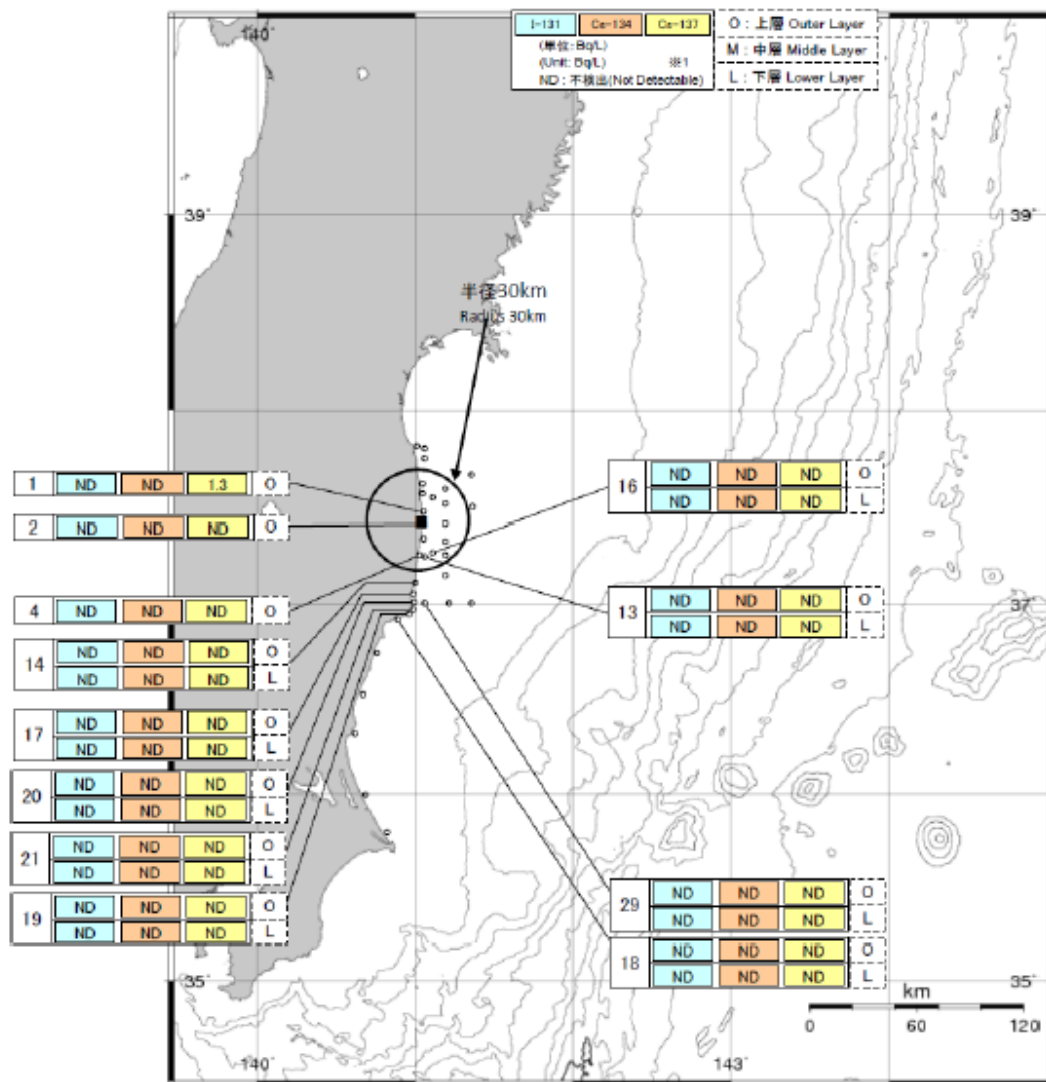 140°
I-131 Cs-134 Cs-137
(単位: Bq/L)
(Unit: Bq/L) ※1
ND : 不検出(Not Detectable)
O : 上層 Outer Layer
M : 中層 Middle Layer
L : 下層 Lower Layer
39° 39°
半径30km
Radius 30km
1 ND ND 1.3 O
2 ND ND ND O
16 ND ND ND O
ND ND ND L
4 ND ND ND O
13 ND ND ND O
ND ND ND L
37°
14 ND ND ND O
ND ND ND L
17 ND ND ND O
ND ND ND L
20 ND ND ND O
ND ND ND L
21 ND ND ND O
ND ND ND L
19 ND ND ND O
ND ND ND L
29 ND ND ND O
ND ND ND L
18 ND ND ND O
ND ND ND L
35° 35°
km
0 60 120
140° 143°